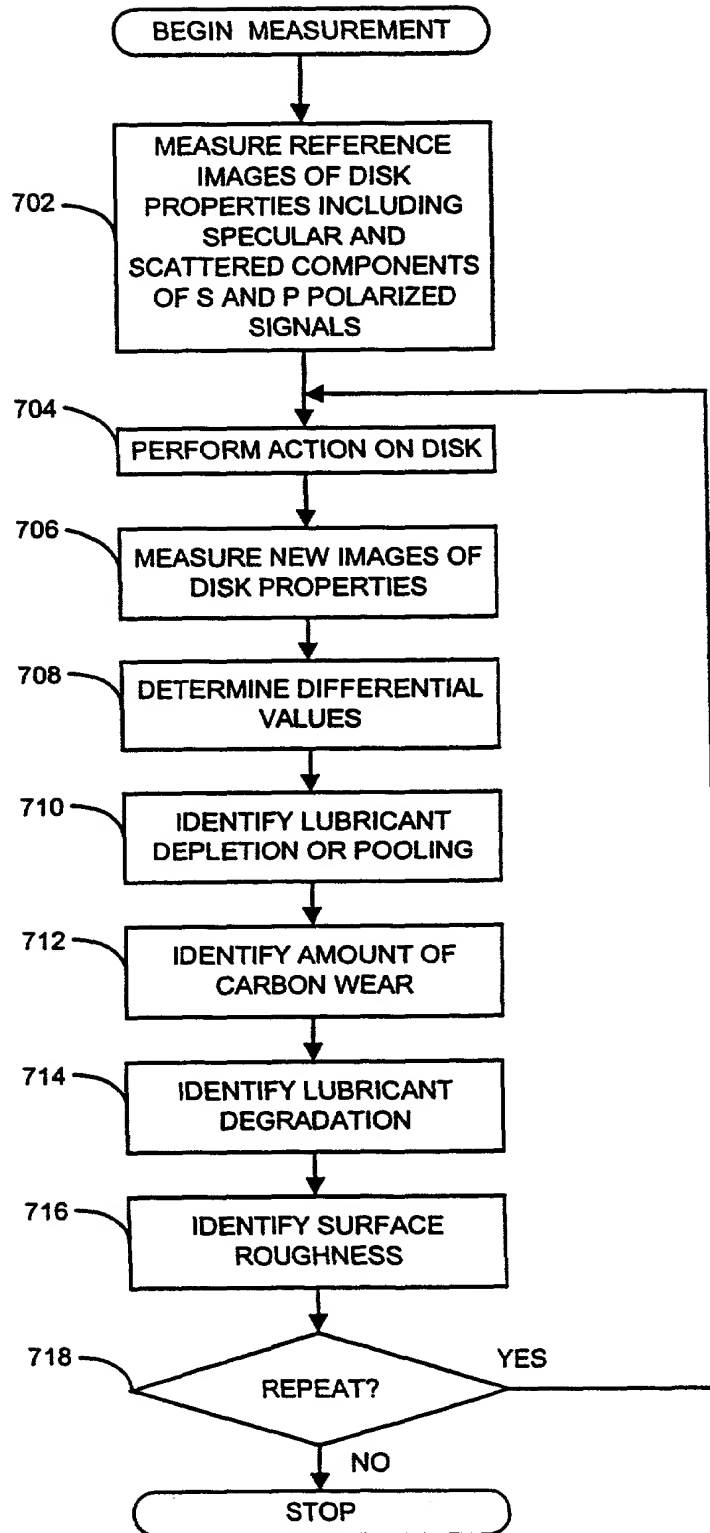 BEGIN MEASUREMENT
702
MEASURE REFERENCE
IMAGES OF DISK
PROPERTIES INCLUDING
SPECULAR AND
SCATTERED COMPONENTS
OF S AND P POLARIZED
SIGNALS
704
PERFORM ACTION ON DISK
706
MEASURE NEW IMAGES OF
DISK PROPERTIES
708
DETERMINE DIFFERENTIAL
VALUES
710
IDENTIFY LUBRICANT
DEPLETION OR POOLING
712
IDENTIFY AMOUNT OF
CARBON WEAR
714
IDENTIFY LUBRICANT
DEGRADATION
716
IDENTIFY SURFACE
ROUGHNESS
718
REPEAT?
YES
NO
STOP